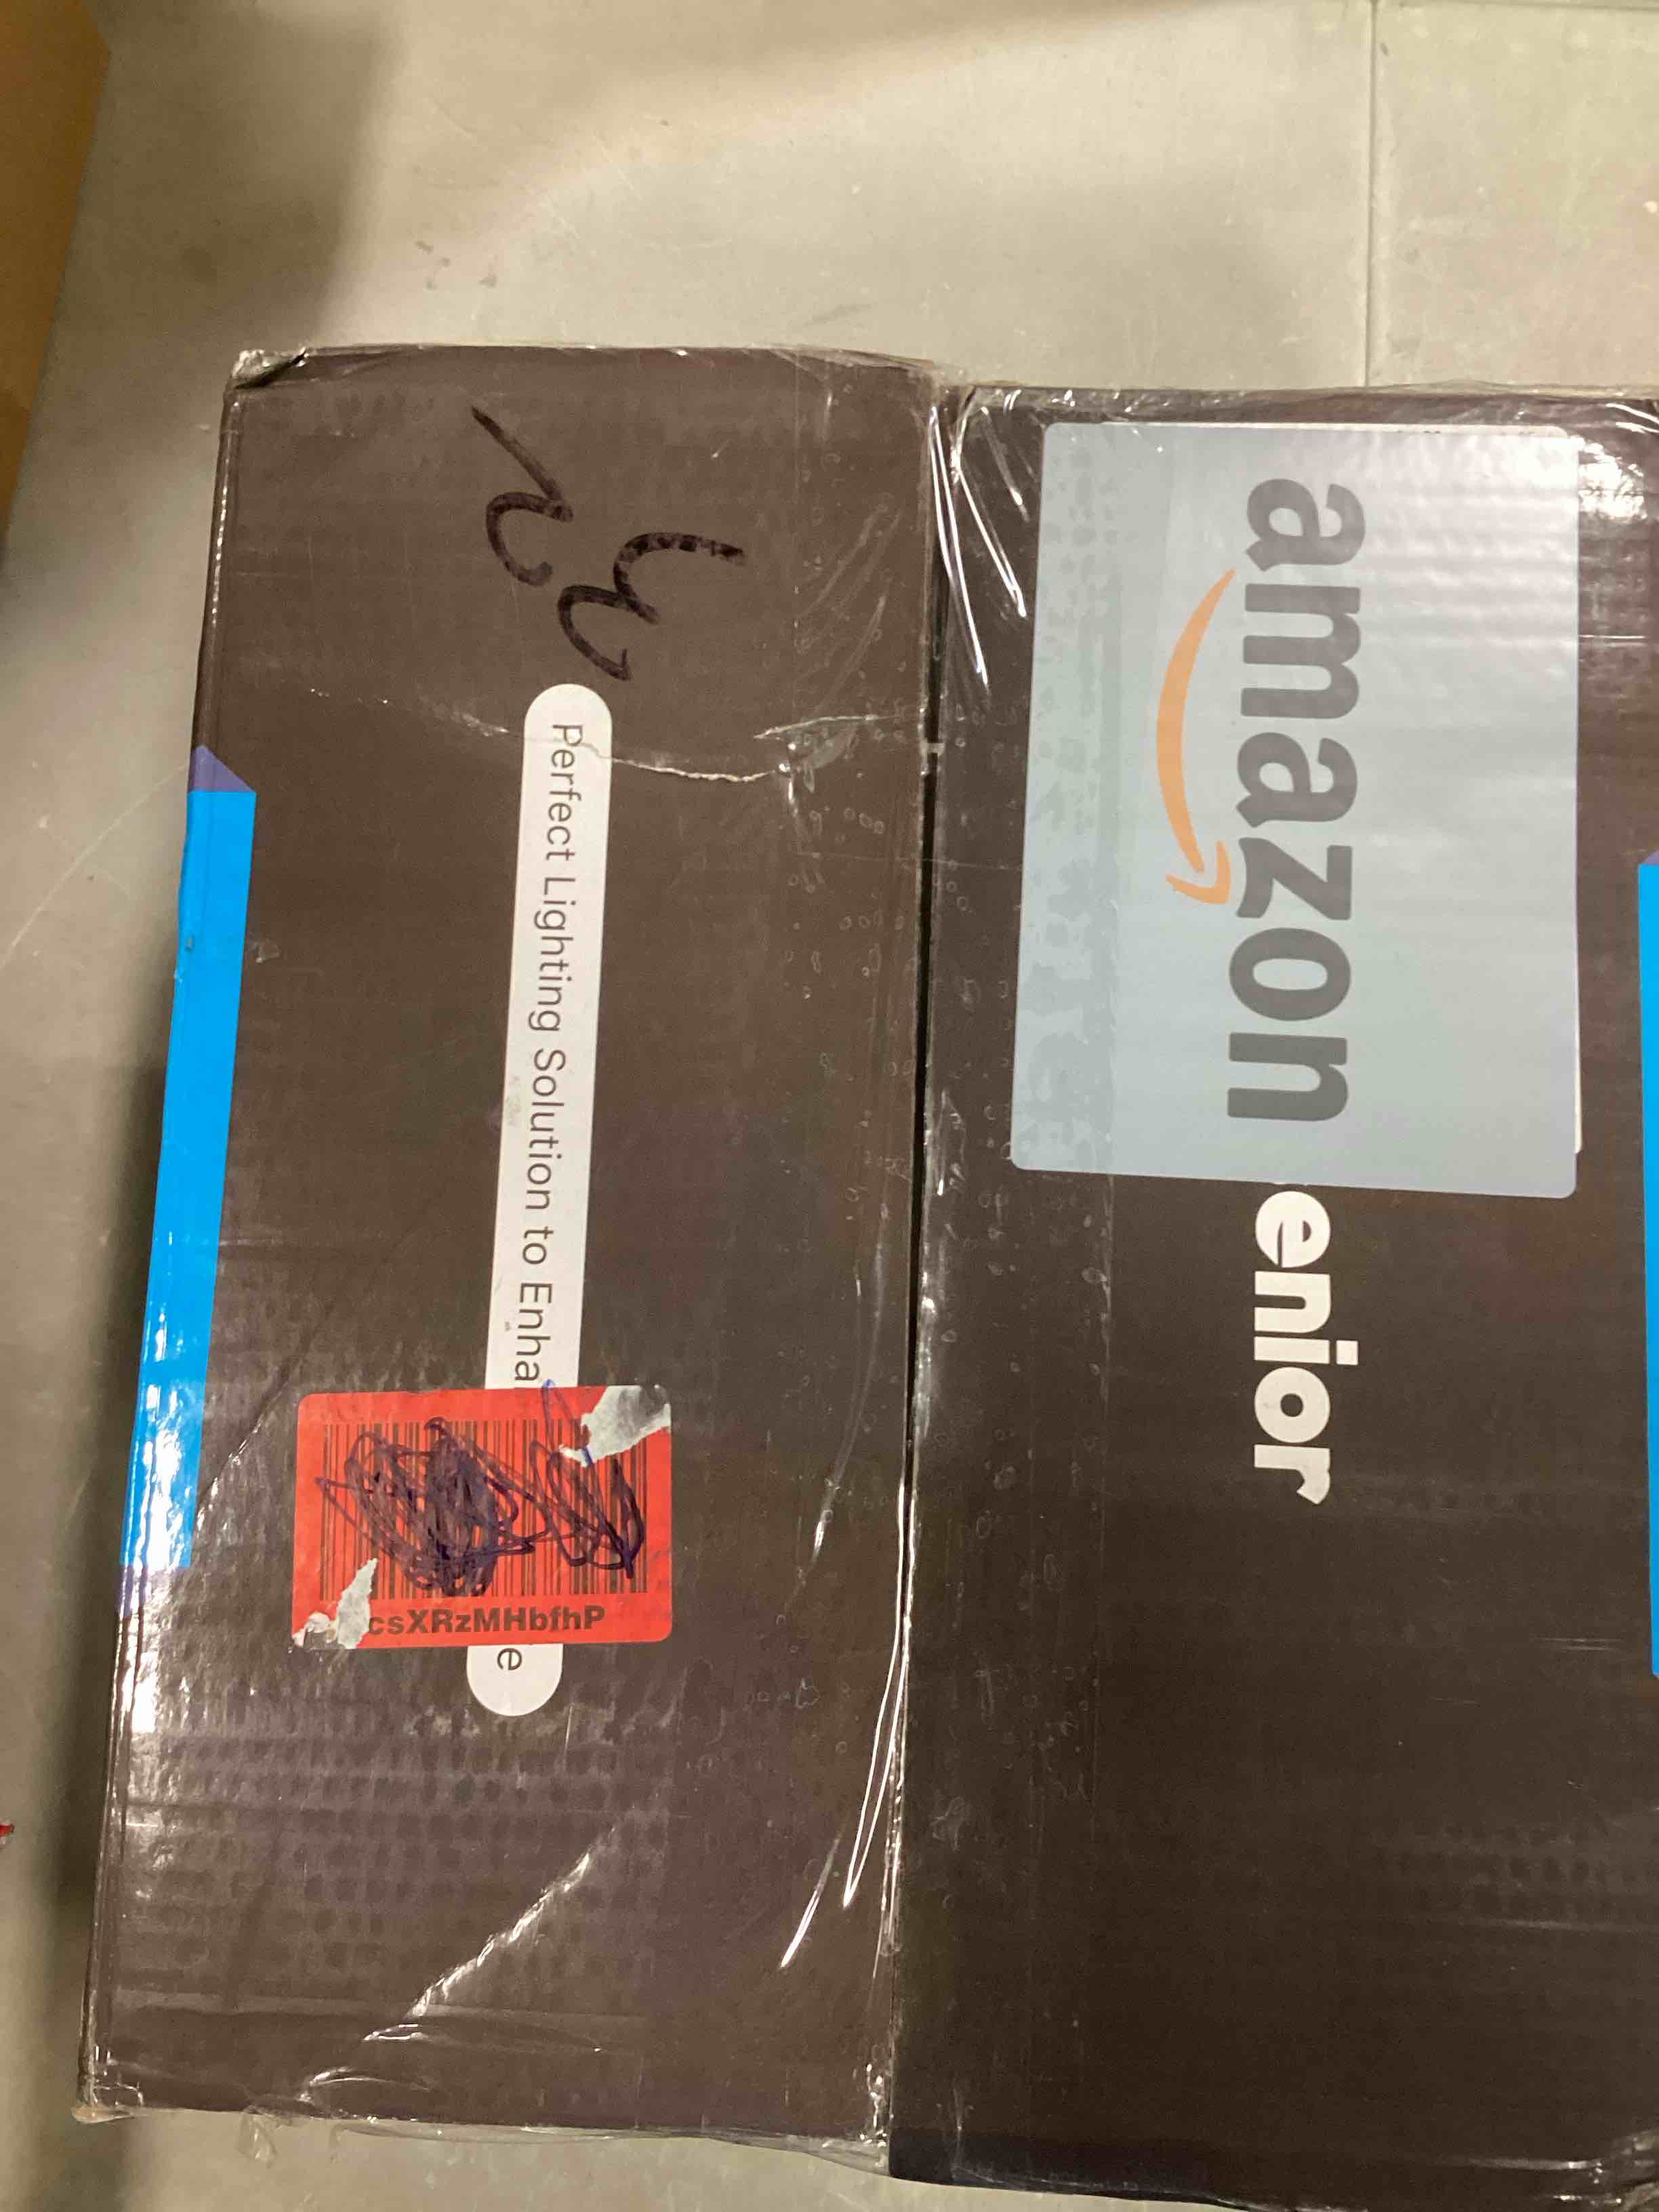 amazon
enior
Perfect Lighting Solution to Enha
csXRzMHbfhP
e